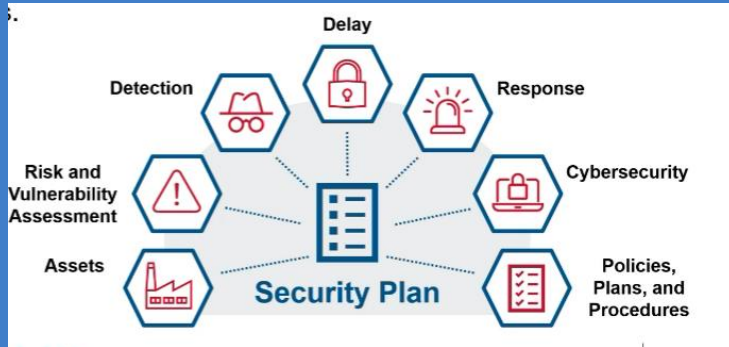 s.
Delay
Detection
Response
Risk and
Vulnerability
Assessment
Cybersecurity
Assets
Policies,
Plans, and
Procedures
Security Plan